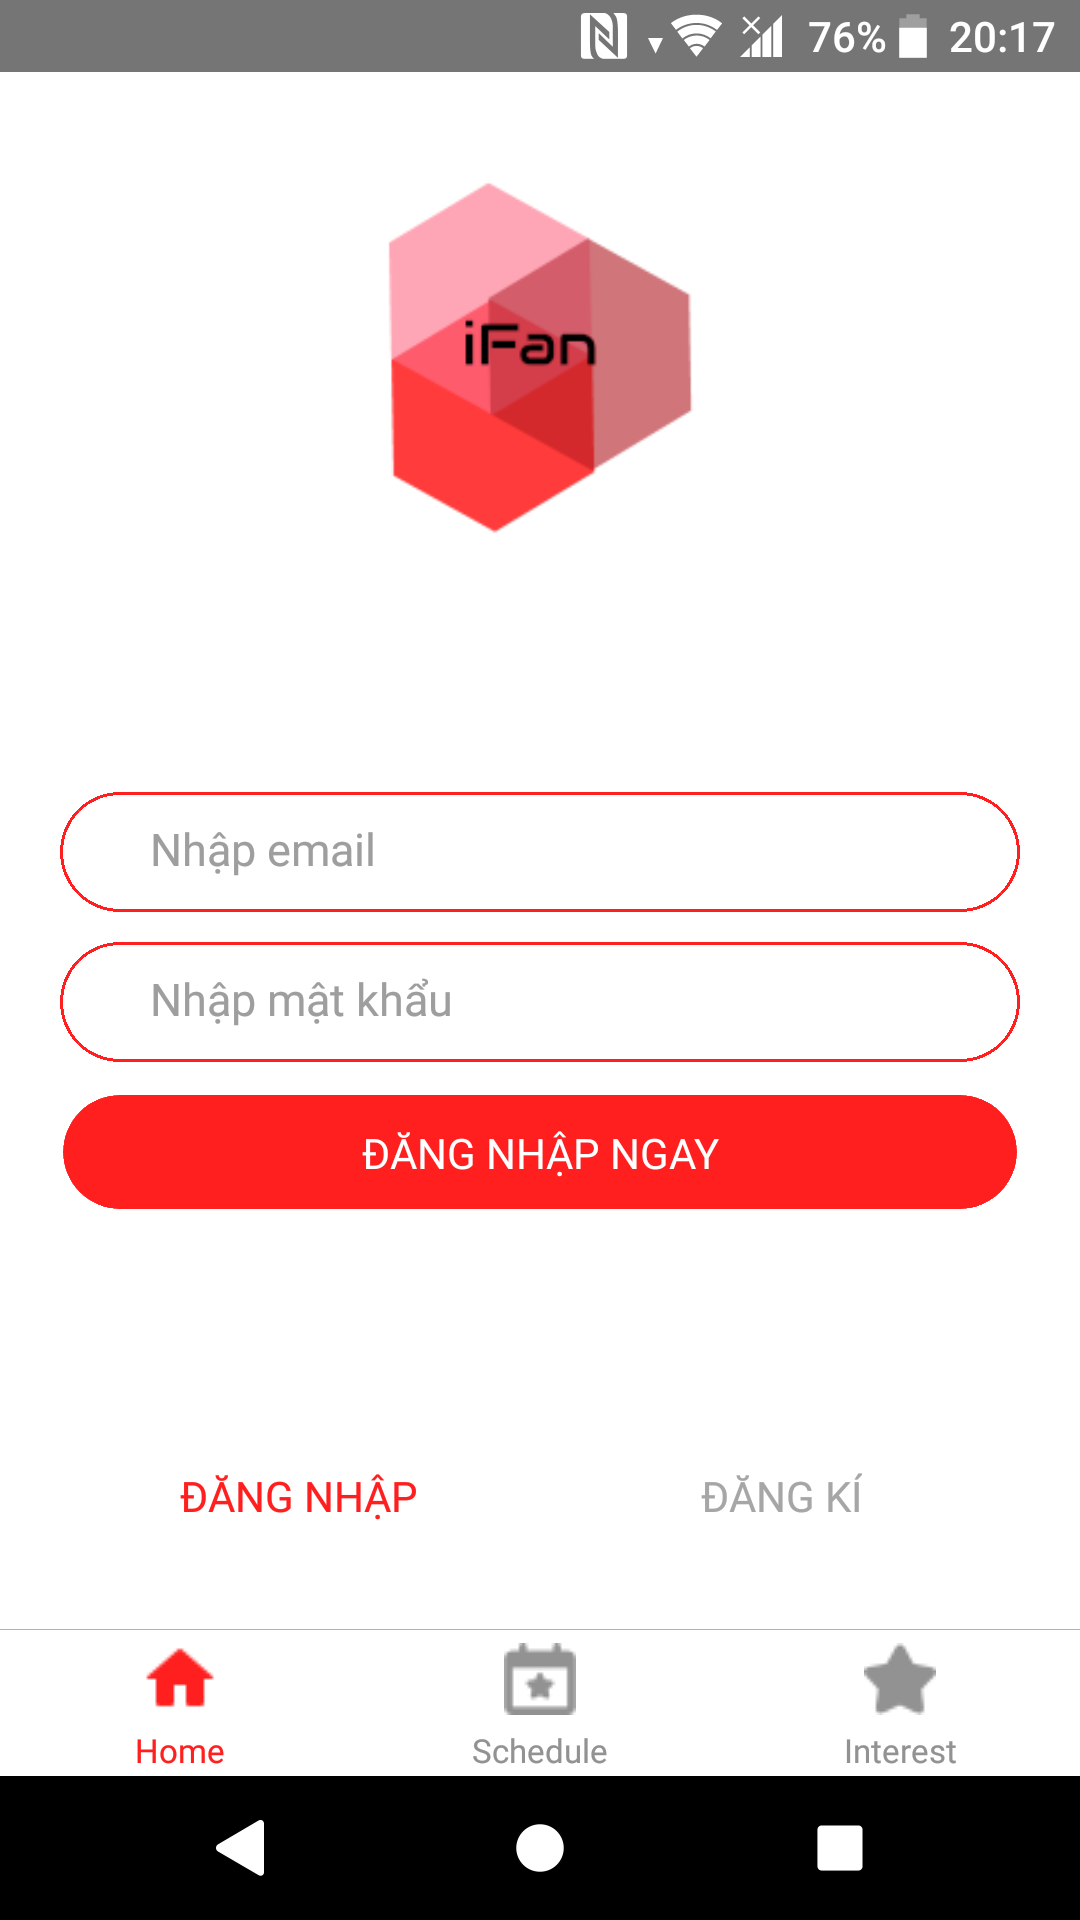 76% 20:17
iFan
Nhập email
Nhập mật khẩu
ĐĂNG NHẬP NGAY
ĐĂNG NHẬP ĐĂNG KÍ
Home Schedule Interest